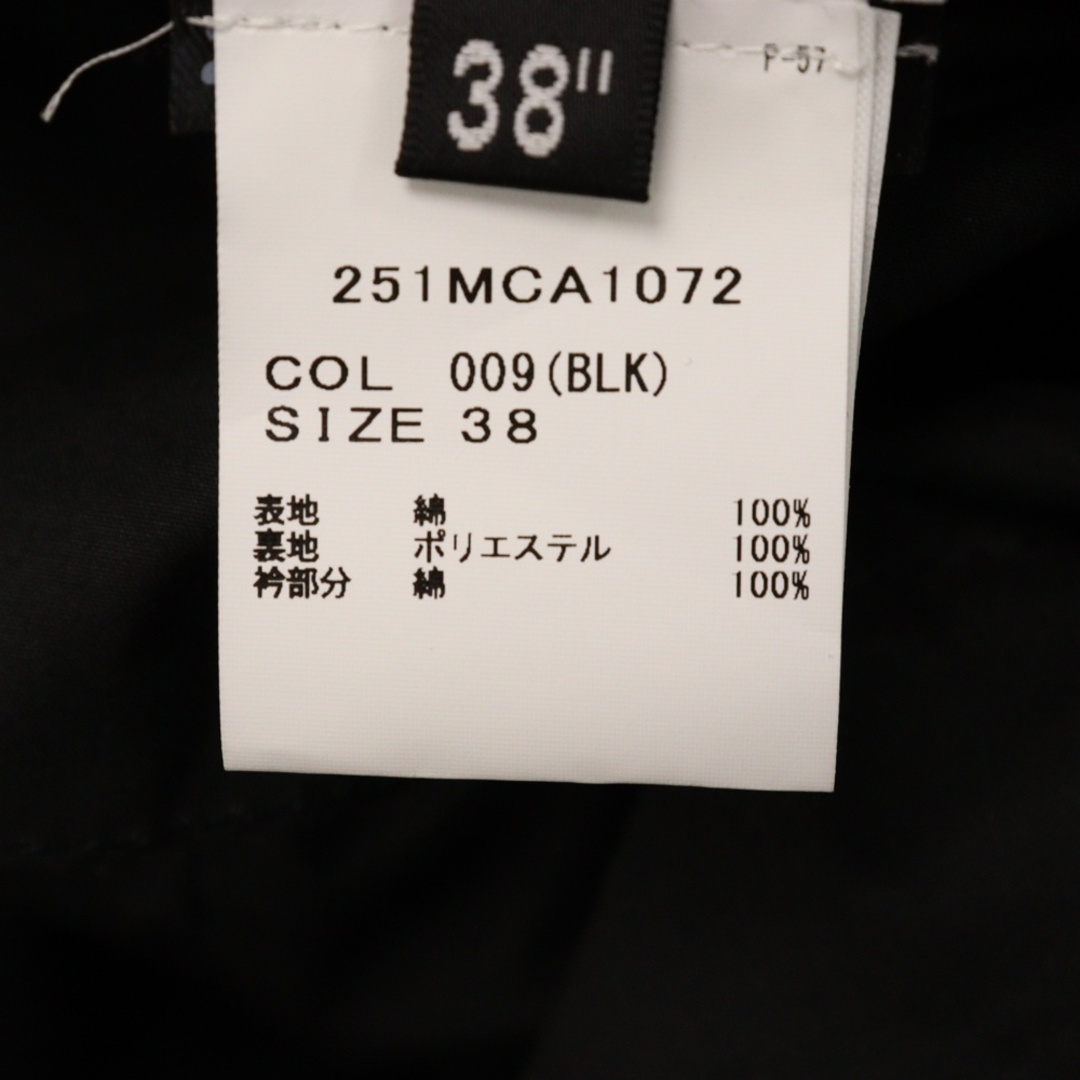 38"
P-57
251MCA1072
COL 009(BLK)
SIZE 38
表地 綿 100%
裏地 ポリエステル 100%
衿部分 綿 100%